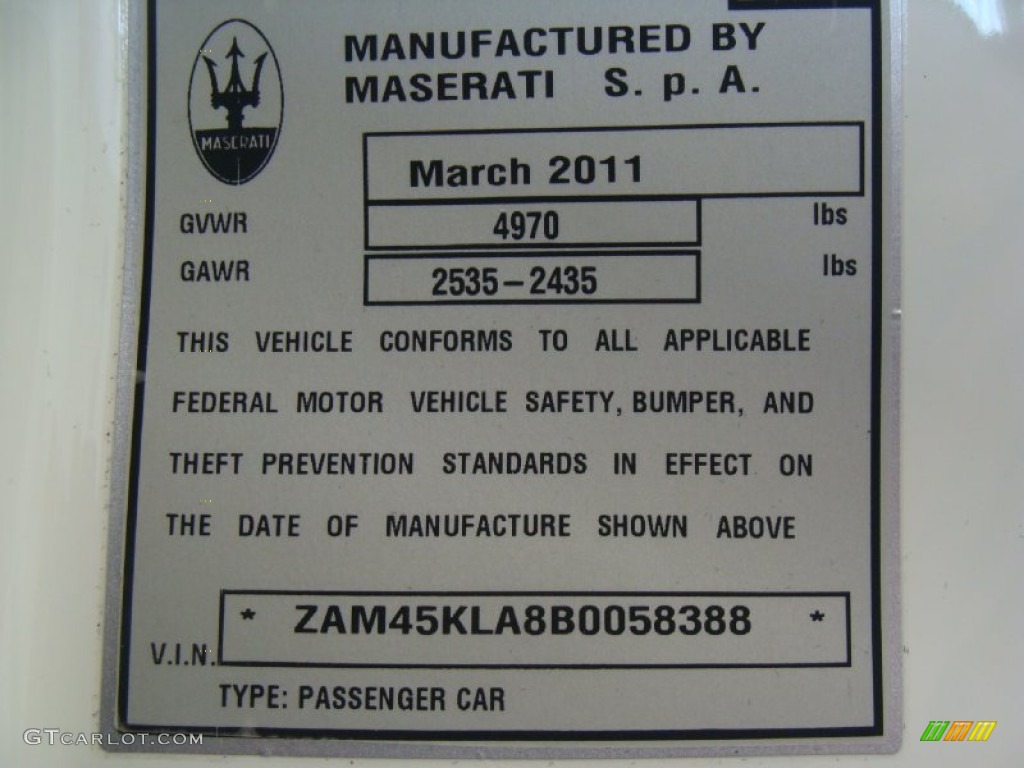 MANUFACTURED BY
MASERATI S. p. A.
MASERATI
March 2011
GVWR 4970 lbs
GAWR 2535-2435 lbs
THIS VEHICLE CONFORMS TO ALL APPLICABLE
FEDERAL MOTOR VEHICLE SAFETY, BUMPER, AND
THEFT PREVENTION STANDARDS IN EFFECT ON
THE DATE OF MANUFACTURE SHOWN ABOVE
V.I.N. * ZAM45KLA8B0058388 *
TYPE: PASSENGER CAR
GTCARLOT.COM